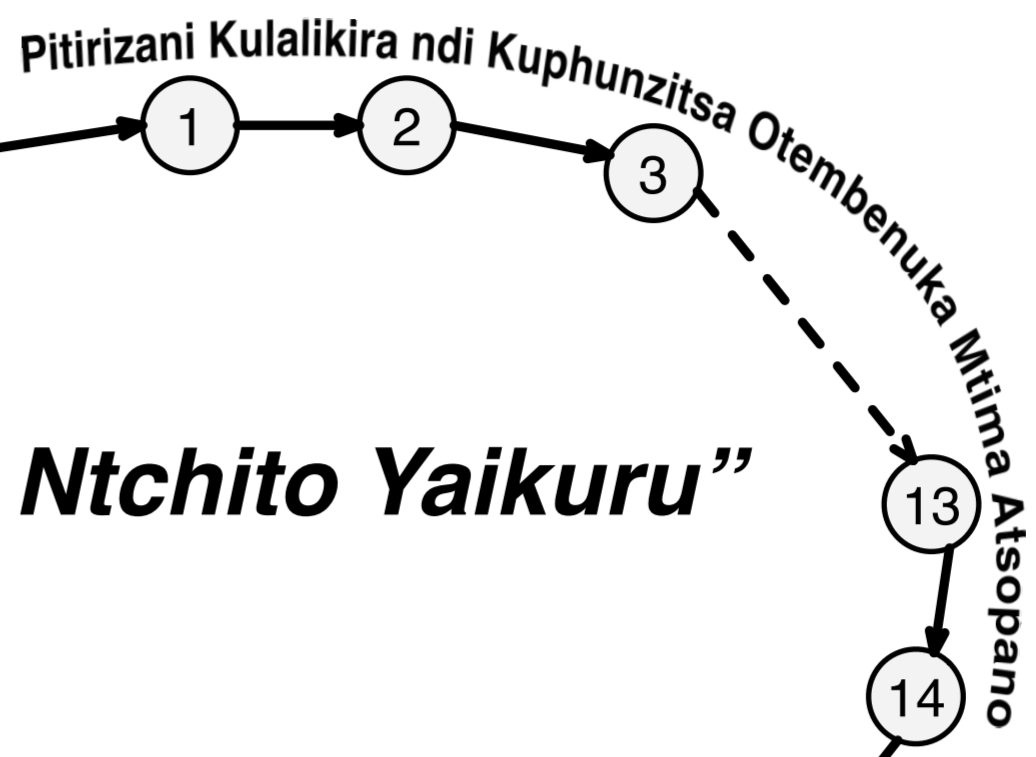 Pitirizani Kulalikira ndi Kuphunzitsa Otembenuka Mtima Atsopano
1
2
3
Ntchito Yaikuru”
13
14